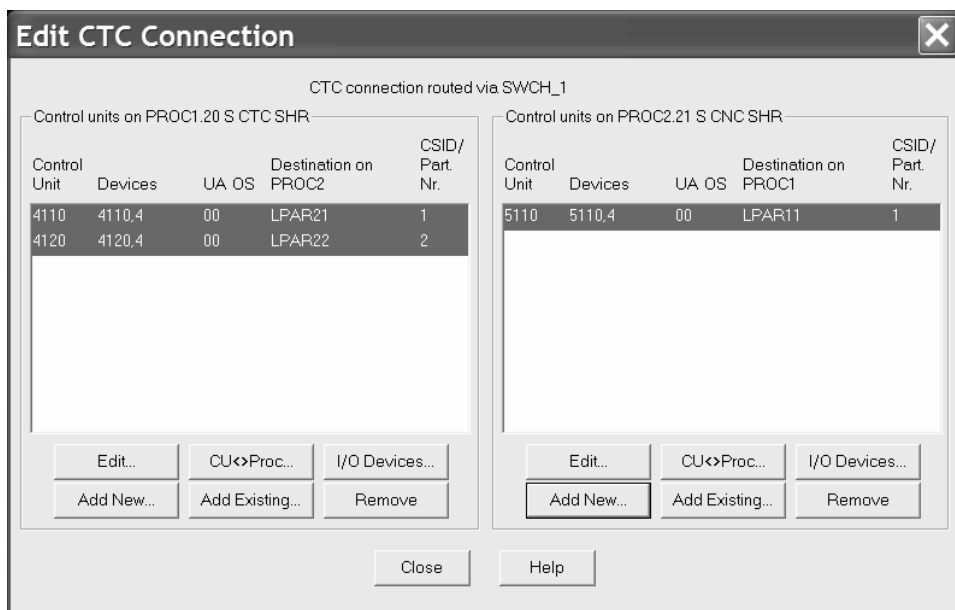 Edit CTC Connection
CTC connection routed via SWCH_1
Control units on PROC1.20 S CTC SHR
Control Unit Devices UA OS Destination on PROC2 CSID/ Part. Nr.
4110 4110,4 00 LPAR21 1
4120 4120,4 00 LPAR22 2
Edit... CU<>Proc... I/O Devices...
Add New... Add Existing... Remove
Control units on PROC2.21 S CNC SHR
Control Unit Devices UA OS Destination on PROC1 CSID/ Part. Nr.
5110 5110,4 00 LPAR11 1
Edit... CU<>Proc... I/O Devices...
Add New... Add Existing... Remove
Close Help